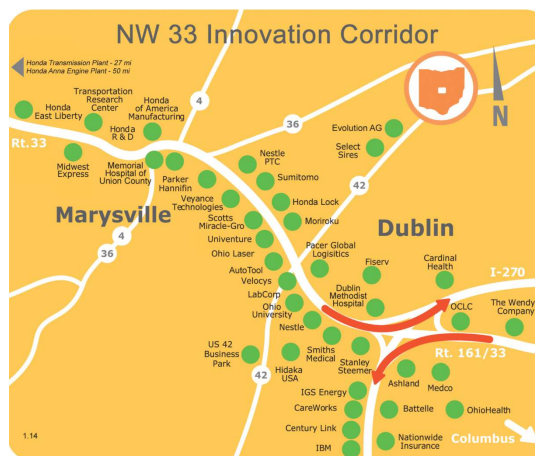 NW 33 Innovation Corridor
Honda Transmission Plant - 27 mi
Honda Anna Engine Plant - 50 mi
N
4
36
42
Honda
East Liberty
Transportation
Research
Center
Honda
of America
Manufacturing
Honda
R & D
Rt.33
Midwest
Express
Memorial
Hospital of
Union County
Parker
Hannifin
Veyance
Technologies
Nestle
PTC
Sumitomo
Honda Lock
Moriroku
Evolution AG
Select
Sires
Marysville
4
36
Scotts
Miracle-Gro
Univenture
Ohio Laser
AutoTool
Velocys
LabCorp
Ohio
University
Nestle
Smiths
Medical
Stanley
Steemer
Dublin
Pacer Global
Logisitics
Fiserv
Dublin
Methodist
Hospital
Cardinal
Health
I-270
OCLC
The Wendy
Company
Rt. 161/33
US 42
Business
Park
42
Hidaka
USA
IGS Energy
CareWorks
Century Link
IBM
Ashland
Medco
Battelle
OhioHealth
Nationwide
Insurance
Columbus
1.14